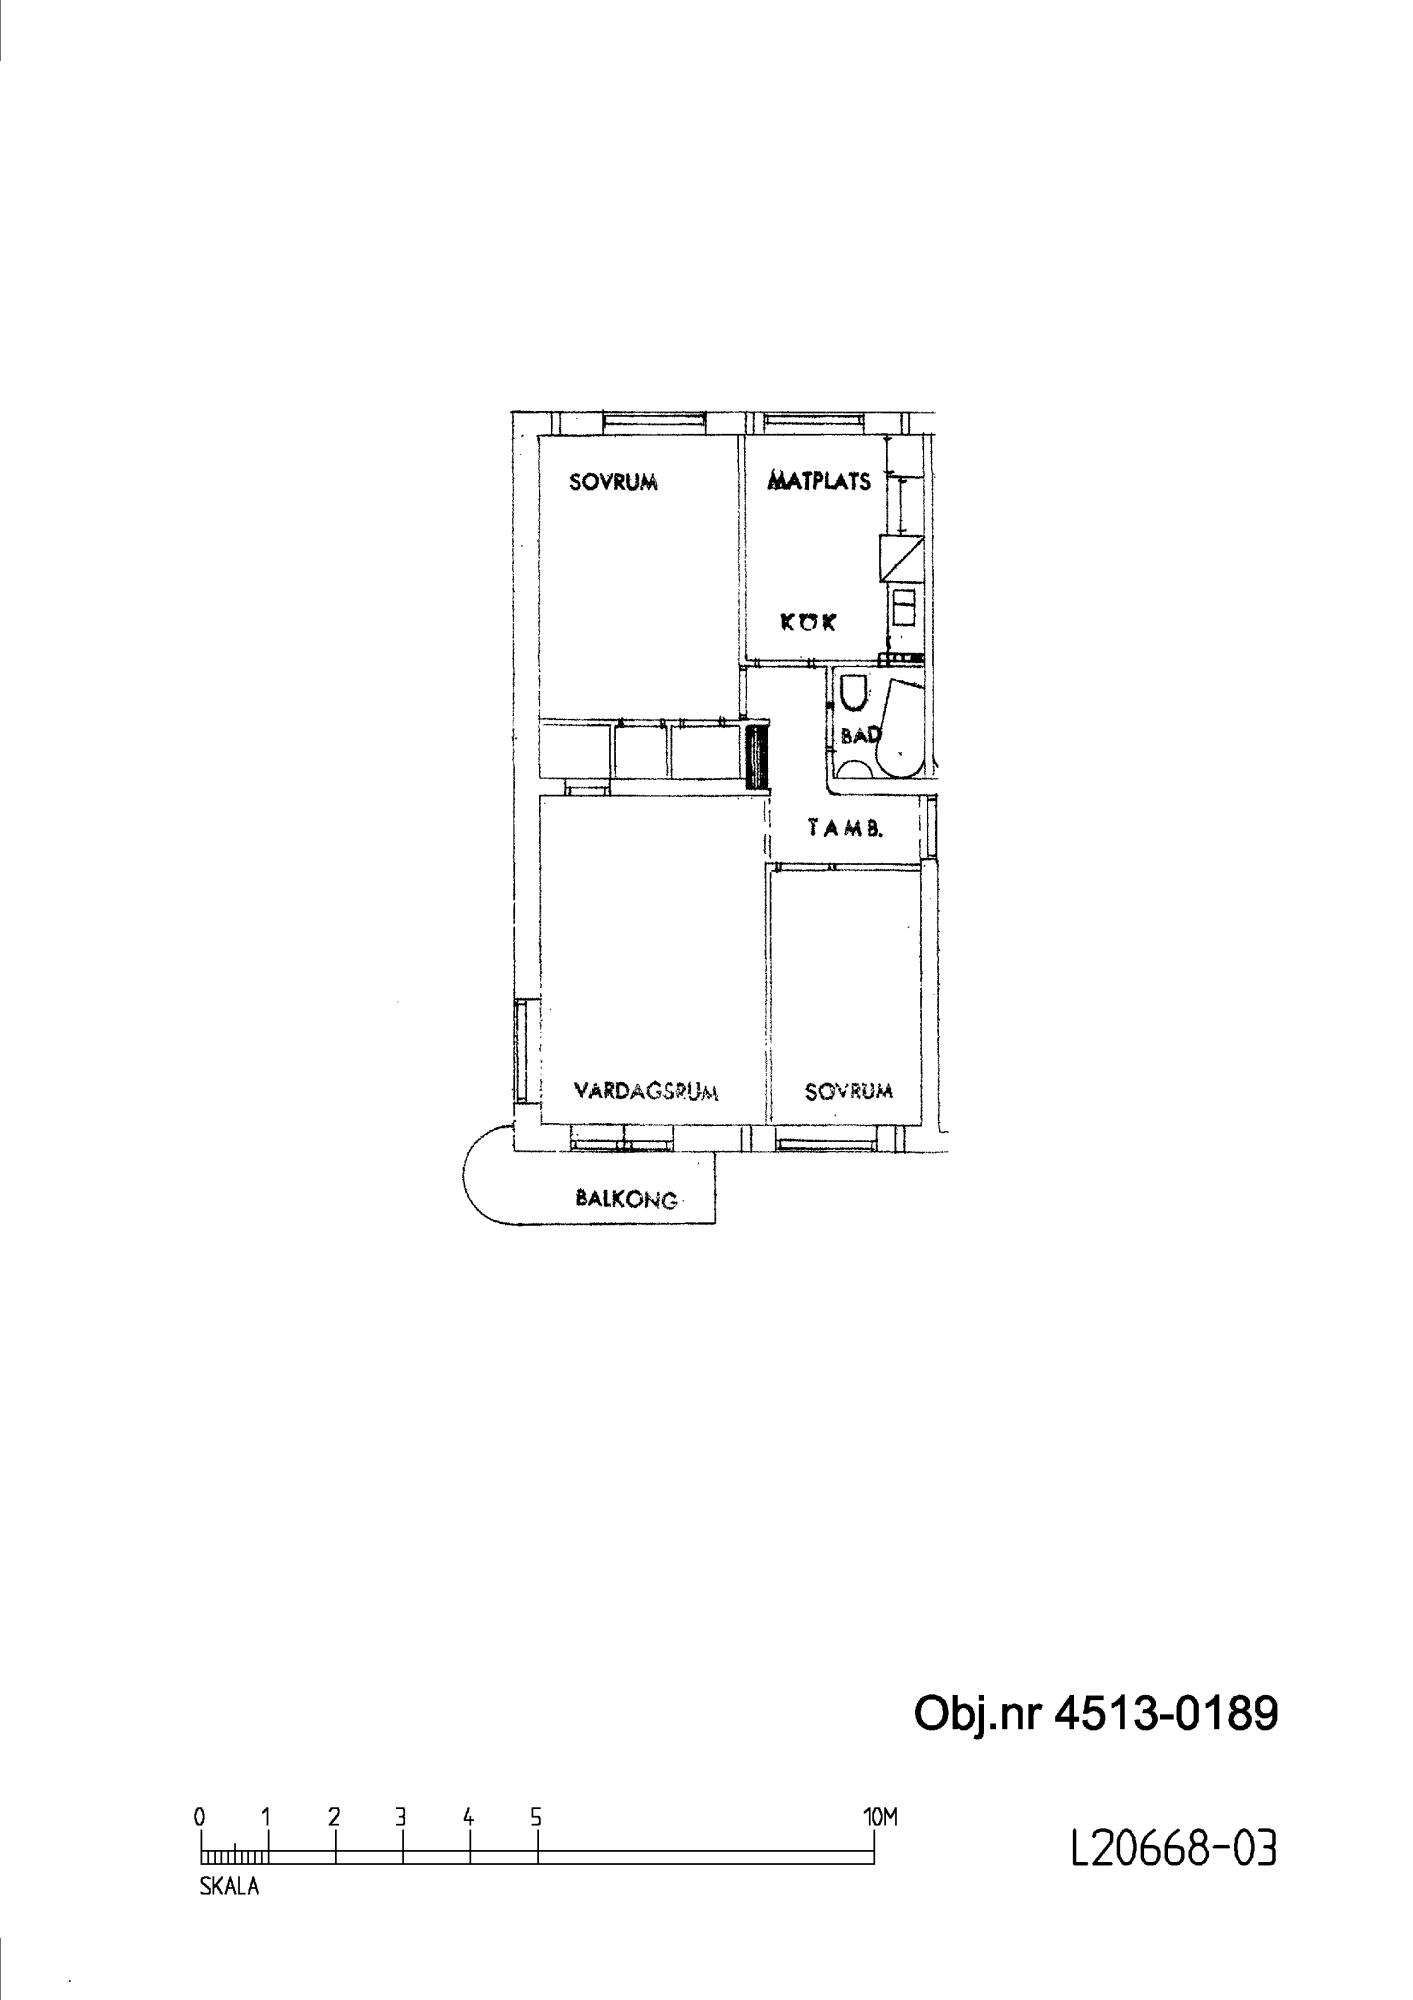 SOVRUM
MATPLATS
KÖK
BAD
TAMB.
VARDAGSRUM
SOVRUM
BALKONG
Obj.nr 4513-0189
0 1 2 3 4 5 10M
SKALA
L20668-03